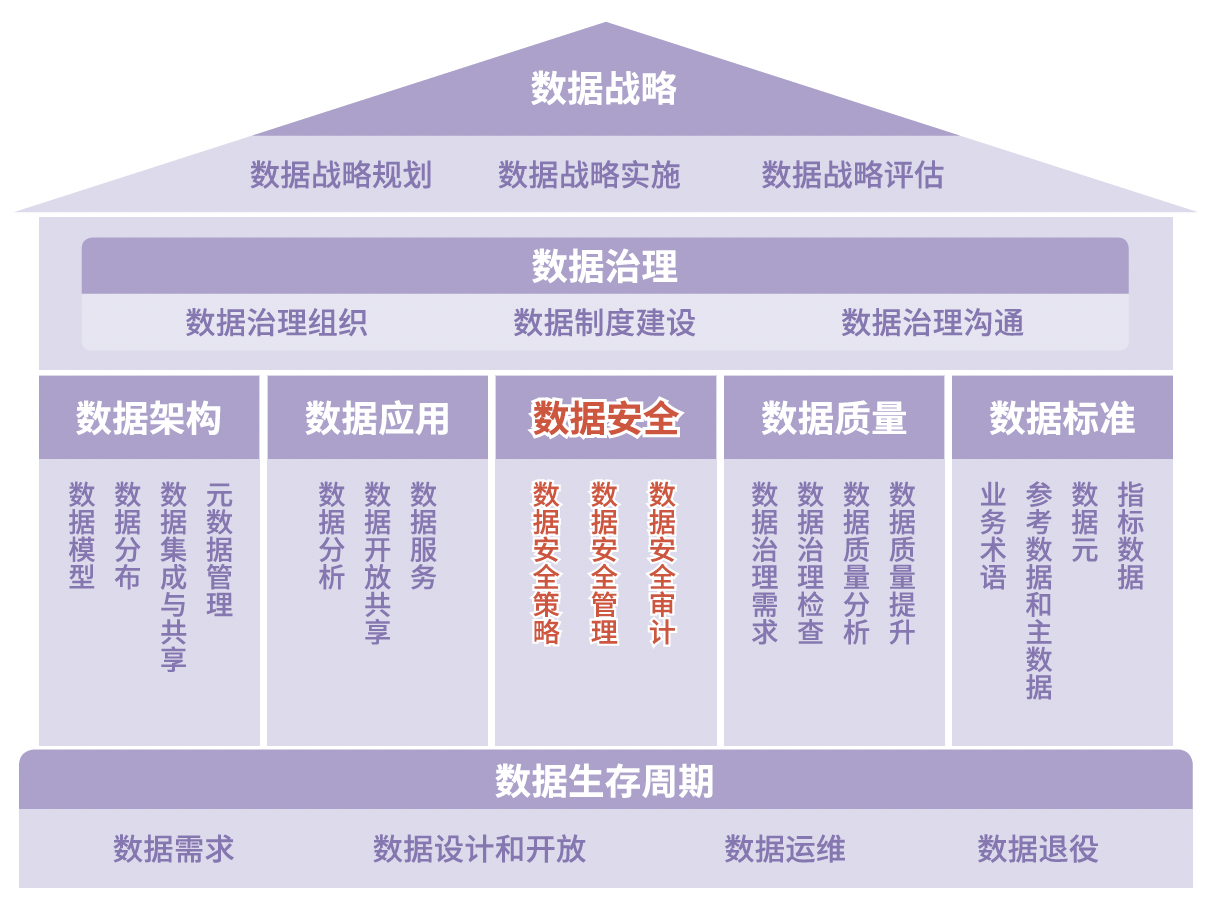 数据战略
数据战略规划
数据战略实施
数据战略评估
数据治理
数据治理组织
数据制度建设
数据治理沟通
数据架构
数据模型
数据分布
数据集成与共享
元数据管理
数据应用
数据分析
数据开放共享
数据服务
数据安全
数据安全策略
数据安全管理
数据安全审计
数据质量
数据治理需求
数据治理检查
数据质量分析
数据质量提升
数据标准
业务术语
参考数据和主数据
数据元
指标数据
数据生存周期
数据需求
数据设计和开放
数据运维
数据退役